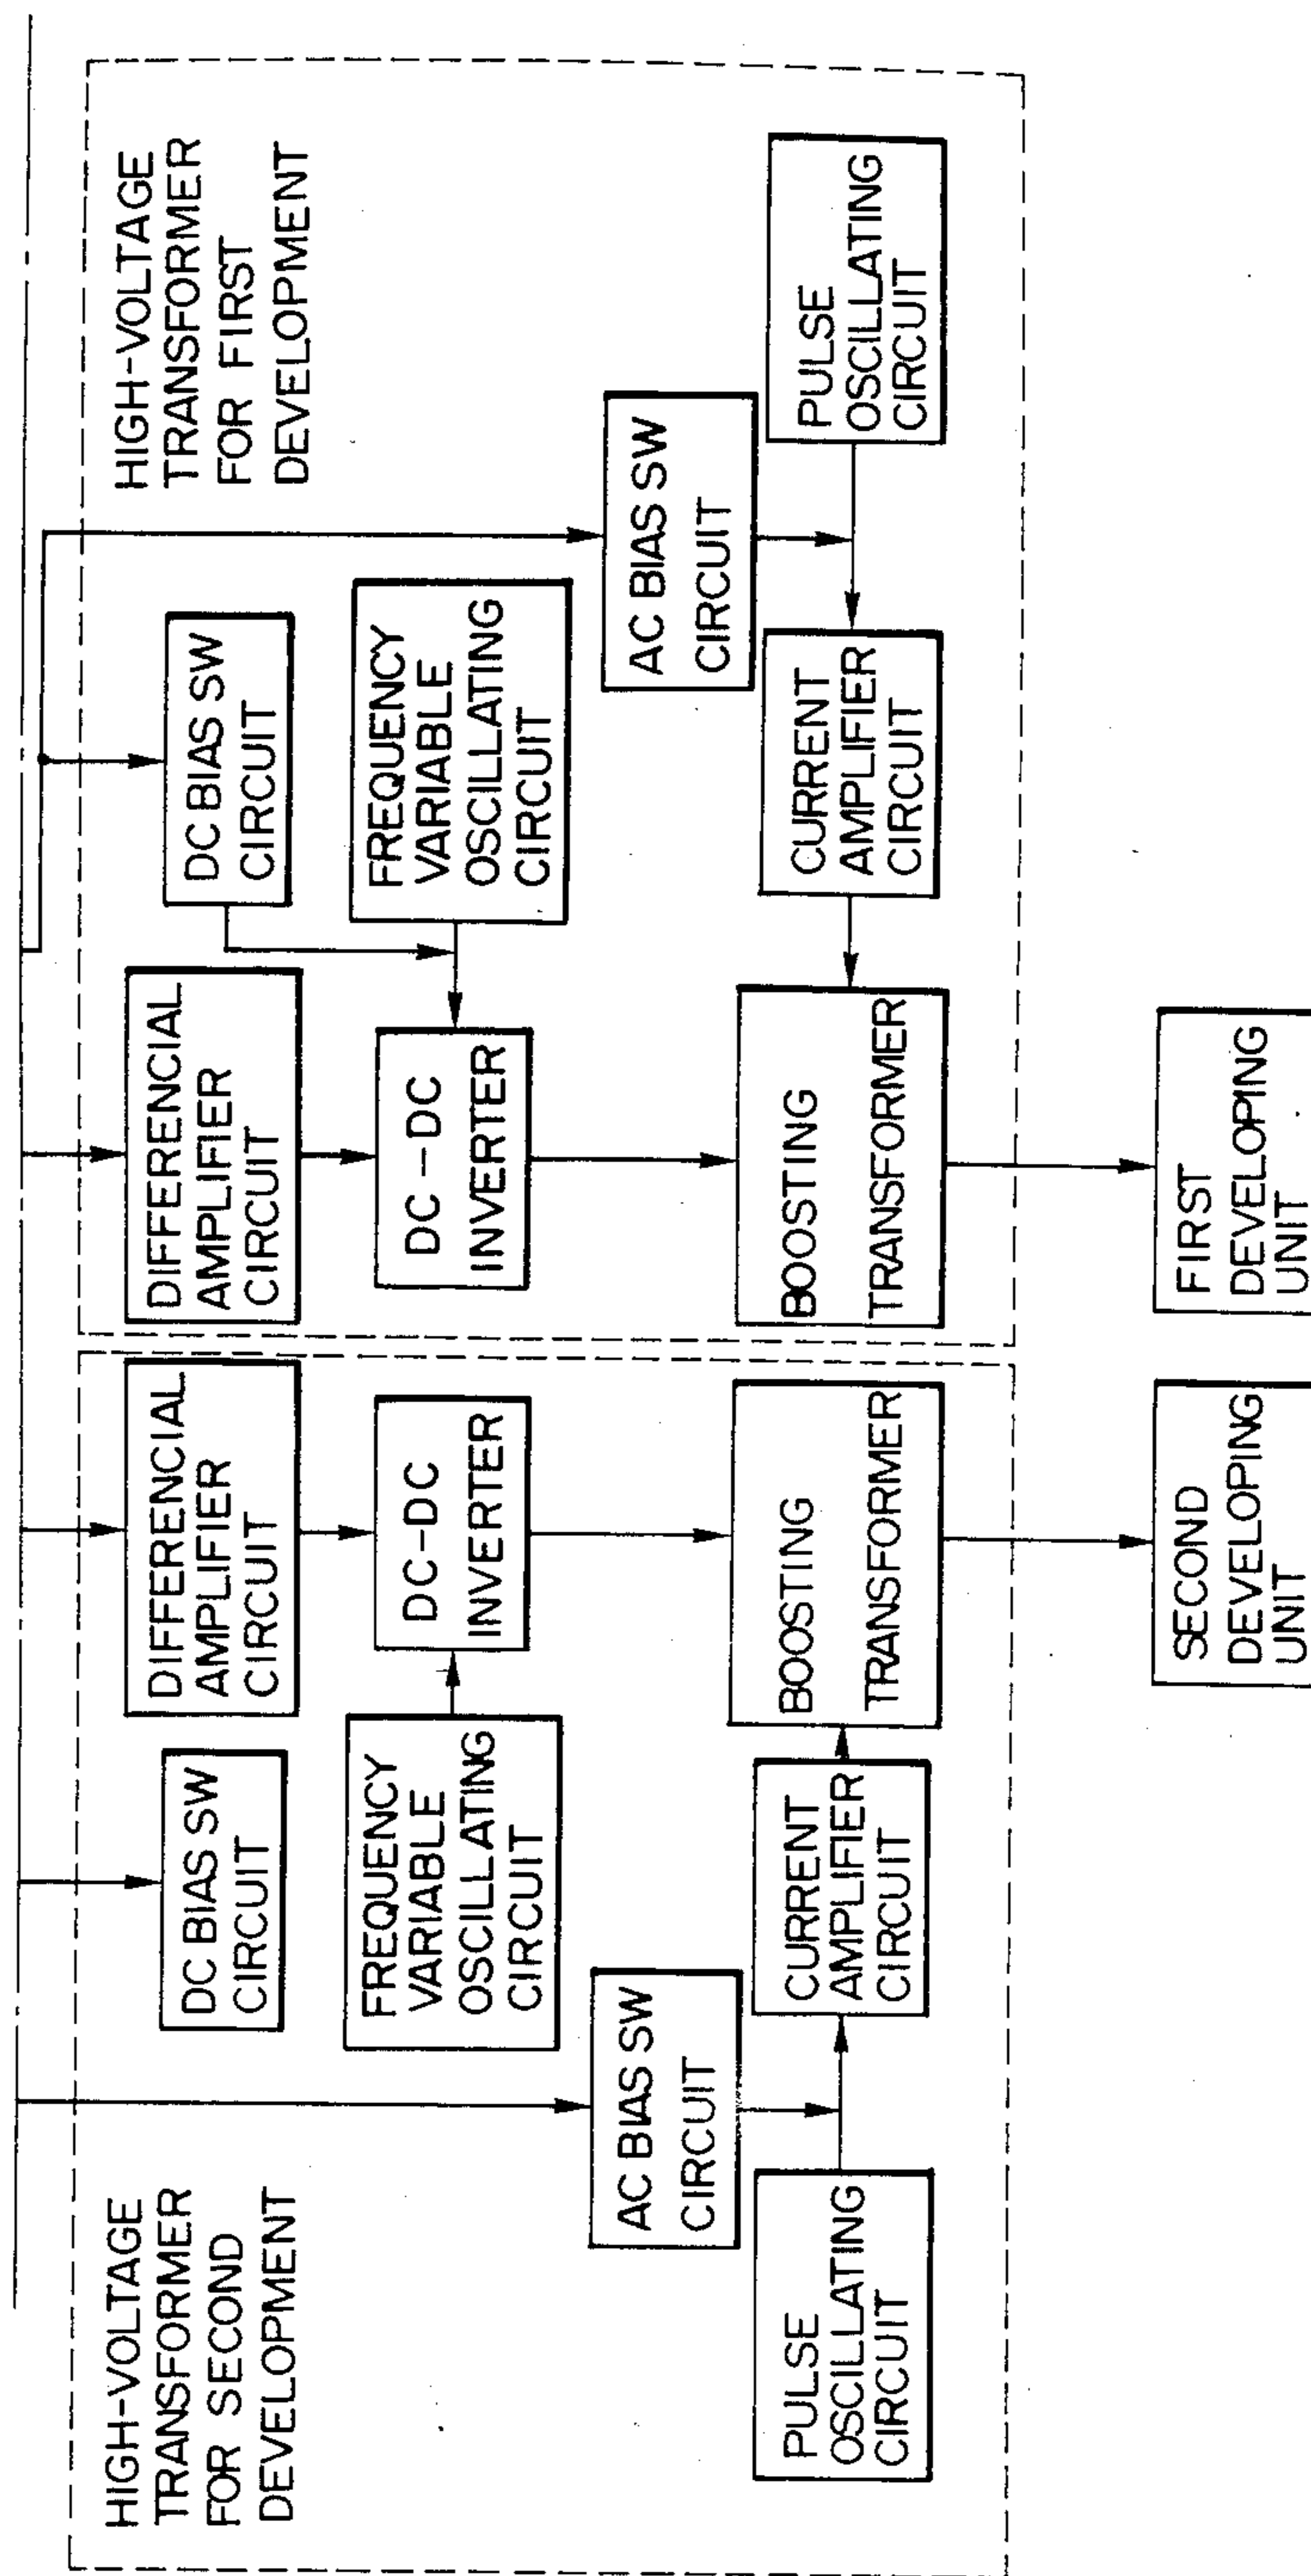 HIGH-VOLTAGE
TRANSFORMER
FOR SECOND
DEVELOPMENT
DC BIAS SW
CIRCUIT
DIFFERENCIAL
AMPLIFIER
CIRCUIT
FREQUENCY
VARIABLE
OSCILLATING
CIRCUIT
DC-DC
INVERTER
AC BIAS SW
CIRCUIT
PULSE
OSCILLATING
CIRCUIT
CURRENT
AMPLIFIER
CIRCUIT
BOOSTING
TRANSFORMER
SECOND
DEVELOPING
UNIT
HIGH-VOLTAGE
TRANSFORMER
FOR FIRST
DEVELOPMENT
DIFFERENCIAL
AMPLIFIER
CIRCUIT
DC BIAS SW
CIRCUIT
DC-DC
INVERTER
FREQUENCY
VARIABLE
OSCILLATING
CIRCUIT
AC BIAS SW
CIRCUIT
BOOSTING
TRANSFORMER
CURRENT
AMPLIFIER
CIRCUIT
PULSE
OSCILLATING
CIRCUIT
FIRST
DEVELOPING
UNIT